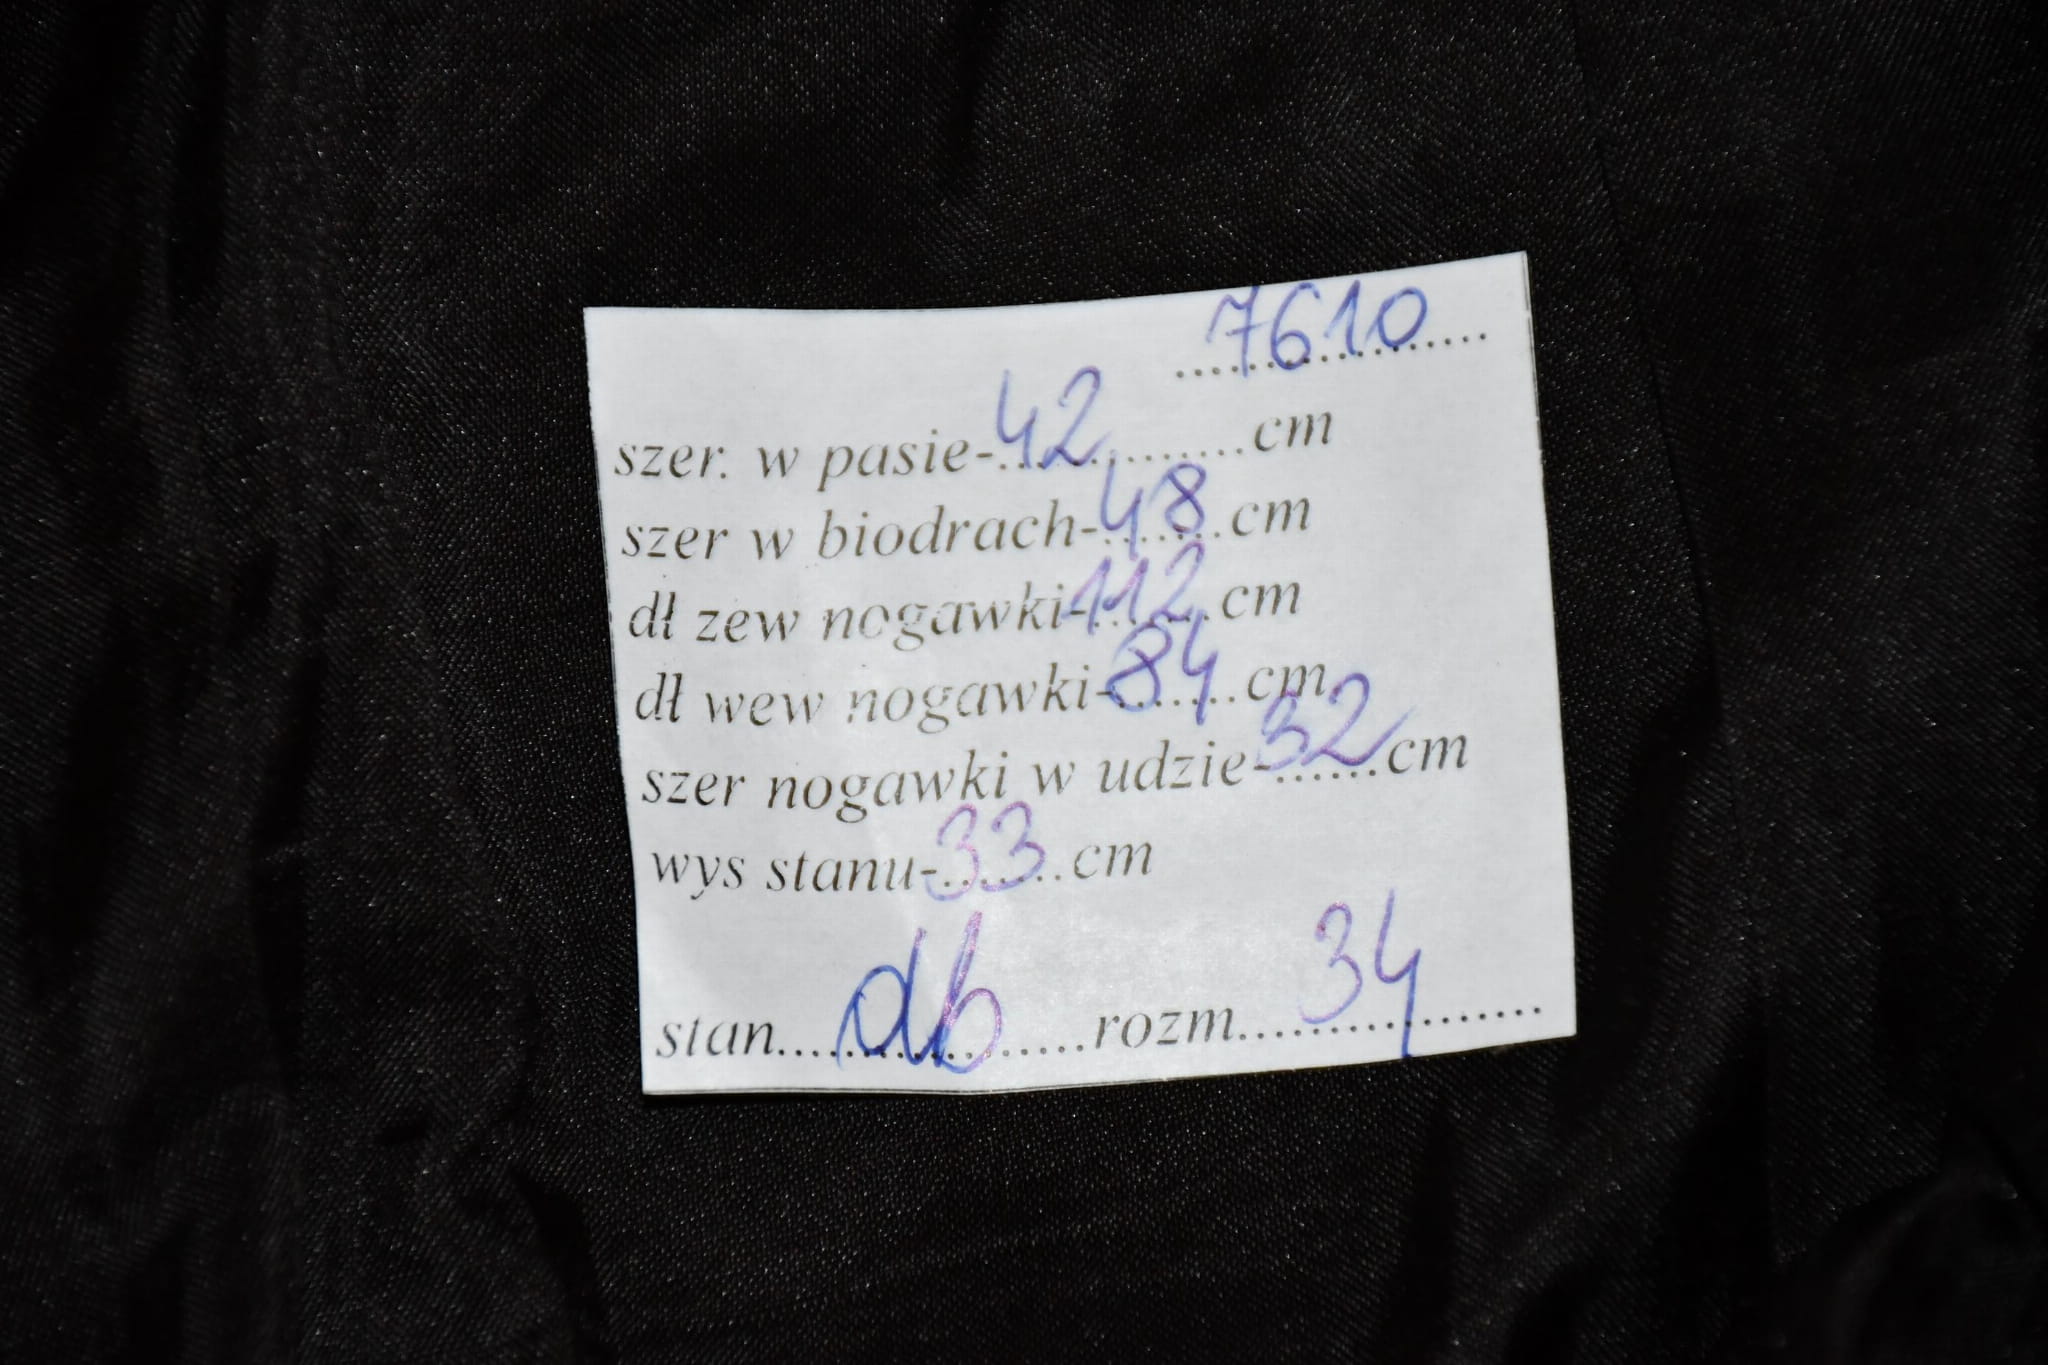 7610
szer. w pasie-42cm
szer w biodrach-48cm
dł zew nogawki-112cm
dł wew nogawki-84cm
szer nogawki w udzie-32cm
wys stanu-33cm
stan....db....rozm....34....